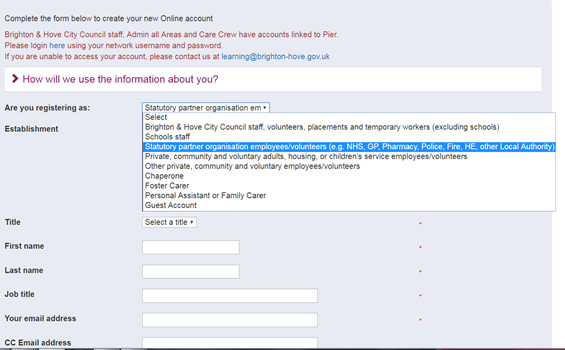 Complete the form below to create your new Online account
Brighton & Hove City Council staff, Admin all Areas and Care Crew have accounts linked to Pier.
Please login here using your network username and password.
If you are unable to access your account, please contact us at learning@brighton-hove.gov.uk
How will we use the information about you?
Are you registering as:
Statutory partner organisation em
Select
Brighton & Hove City Council staff, volunteers, placements and temporary workers (excluding schools)
Establishment
Schools staff
Statutory partner organisation employees/volunteers (e.g. NHS, GP, Pharmacy, Police, Fire, HE, other Local Authority)
Private, community and voluntary adults, housing, or children's service employees/volunteers
Other private, community and voluntary employees/volunteers
Chaperone
Foster Carer
Personal Assistant or Family Carer
Guest Account
Title Select a title *
First name *
Last name *
Job title *
Your email address *
CC Email address